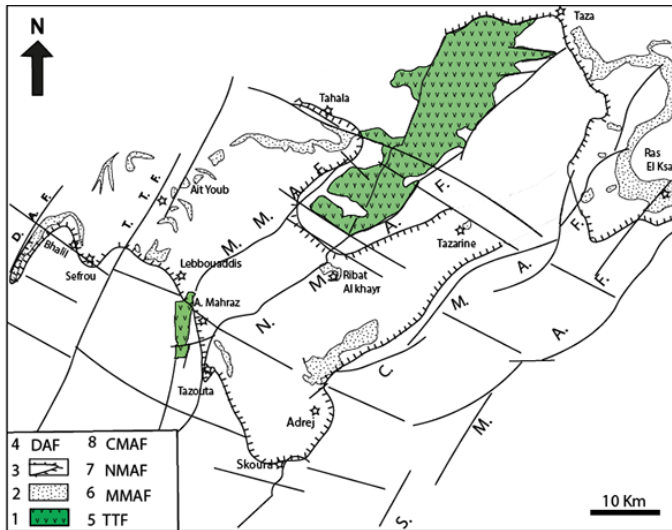 N
Taza
Tahala
Ras
El Ksa
Ait Youb
D. A. F.
T. T. F.
M. M. A. F.
A. F.
F.
F.
Bhalil
Sefrou
Tazarine
Lebbouaddis
Ribat
Al khayr
A. Mahraz
N. M.
C. M. A.
A.
Tazouta
Adrej
Skoura
S. M.
4 DAF 8 CMAF
3 7 NMAF
2 6 MMAF
1 5 TTF
10 Km